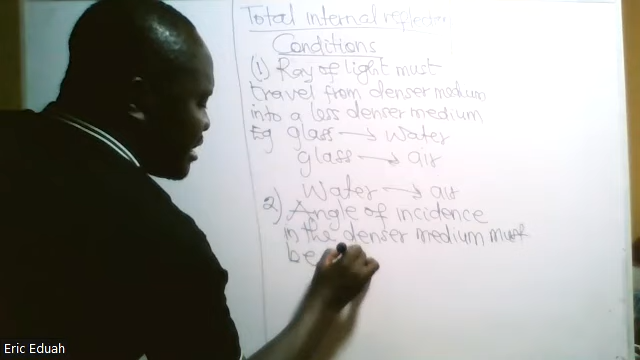 Total internal reflection
Conditions
(1) Ray of light must
travel from denser medium
into a less denser medium
Eg glass → water
glass → air
Water → air
2) Angle of incidence
in the denser medium must
be
Eric Eduah